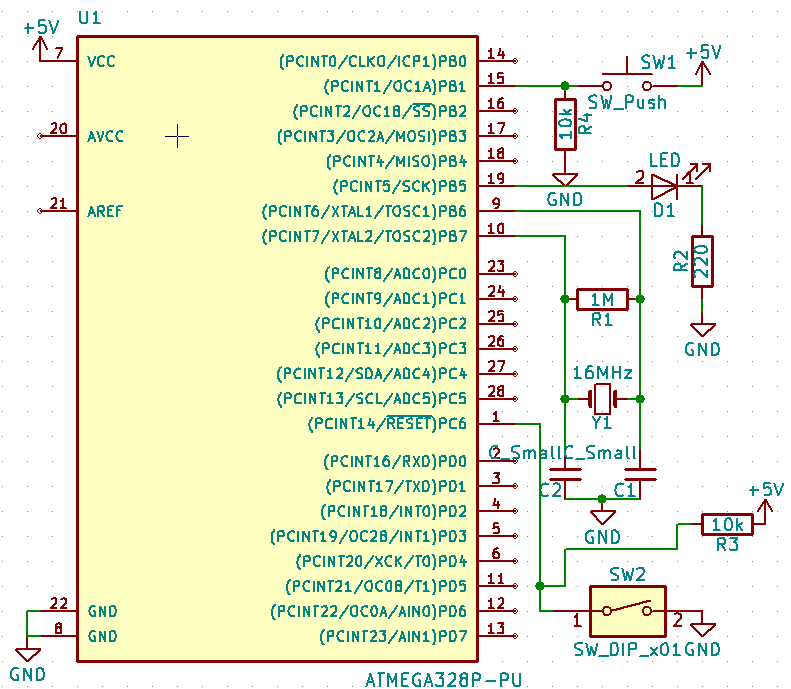 U1
+5V
7 VCC (PCINT0/CLKO/ICP1)PB0 14
SW1 +5V
(PCINT1/OC1A)PB1 15
SW_Push
(PCINT2/OC1B/SS)PB2 16
20 AVCC (PCINT3/OC2A/MOSI)PB3 17
10k R4
(PCINT4/MISO)PB4 18
LED
(PCINT5/SCK)PB5 19 2 1
GND
D1
21 AREF (PCINT6/XTAL1/TOSC1)PB6 9
(PCINT7/XTAL2/TOSC2)PB7 10
R2 220
(PCINT8/ADC0)PC0 23
(PCINT9/ADC1)PC1 24 1M
R1
(PCINT10/ADC2)PC2 25
(PCINT11/ADC3)PC3 26 GND
(PCINT12/SDA/ADC4)PC4 27 16MHz
(PCINT13/SCL/ADC5)PC5 28
(PCINT14/RESET)PC6 1 Y1
C_Small C_Small
(PCINT16/RXD)PD0 2
(PCINT17/TXD)PD1 3 C2 C1
+5V
(PCINT18/INT0)PD2 4
10k
(PCINT19/OC2B/INT1)PD3 5 GND
R3
(PCINT20/XCK/T0)PD4 6
SW2
(PCINT21/OC0B/T1)PD5 11
22 GND (PCINT22/OC0A/AIN0)PD6 12
1 2
8 GND (PCINT23/AIN1)PD7 13
SW_DIP_x01 GND
GND
ATMEGA328P-PU